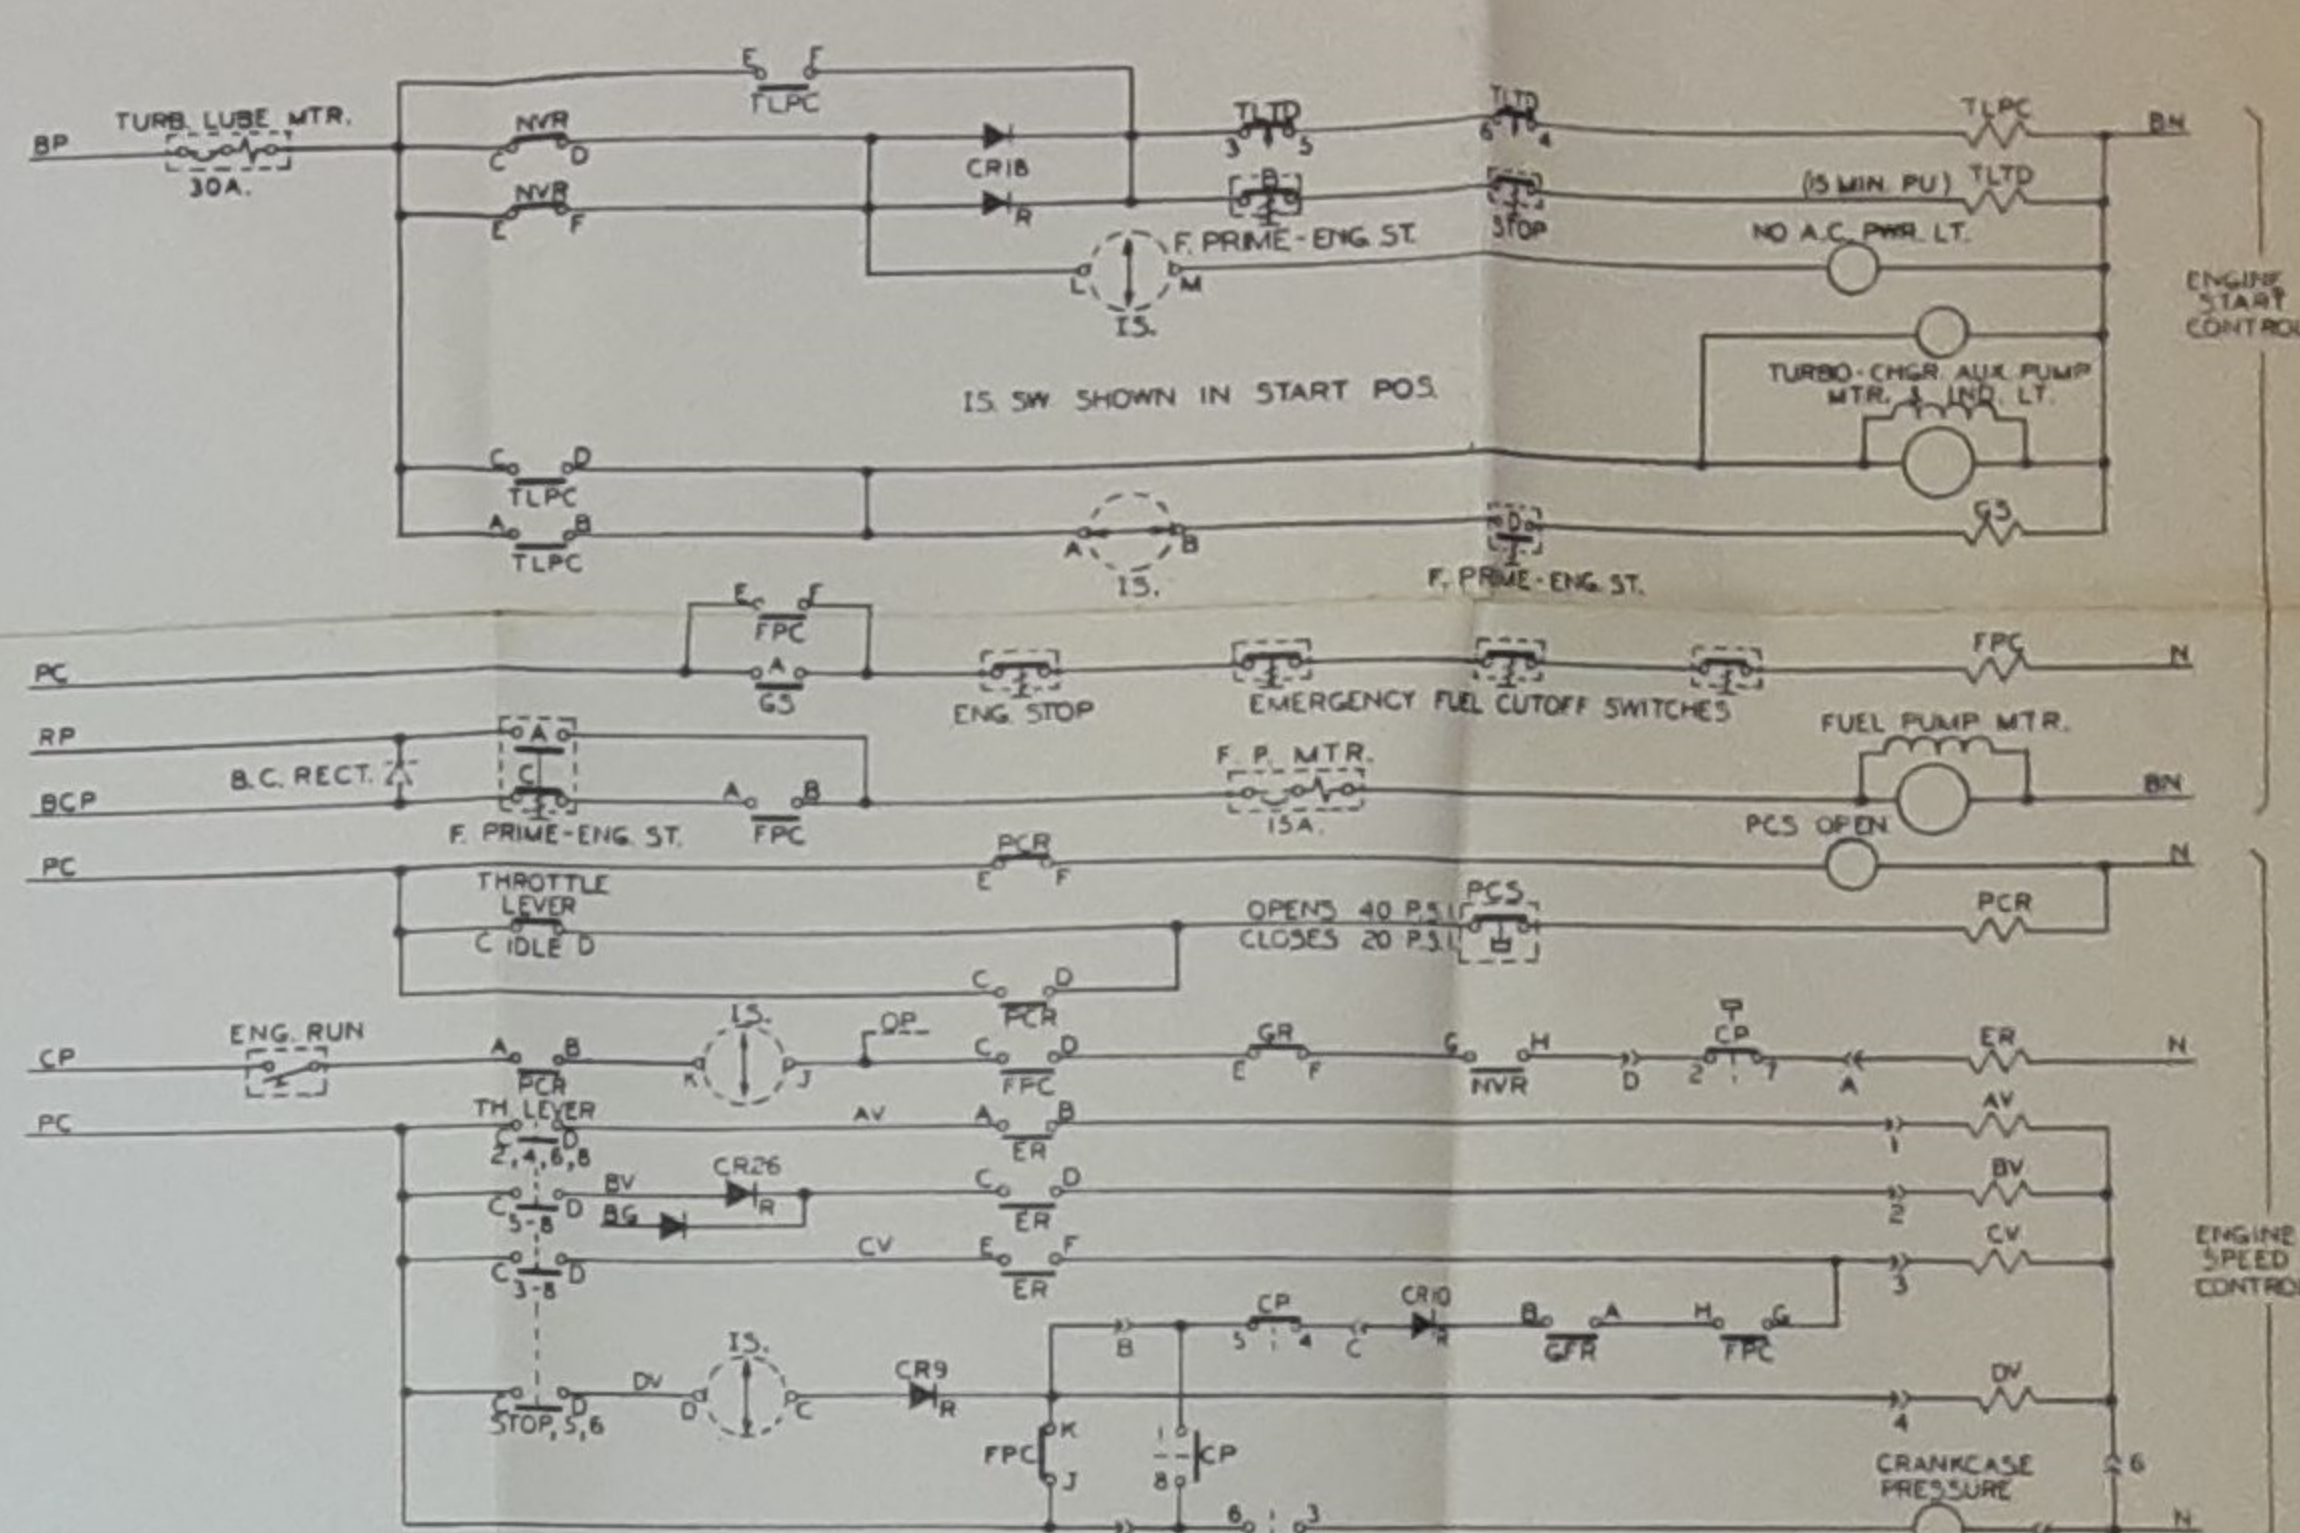 E F
TLPC
TURB. LUBE MTR.
BP
30A.
NVR
C D
CR18
TLTD
3 5
TLTD
6 4
TLPC
BN
NVR
E F
R
B
F. PRIME-ENG. ST.
STOP
(15 MIN. PU) TLTD
NO A.C. PWR. LT.
L M
I.S.
ENGINE
START
CONTROL
I.S. SW SHOWN IN START POS.
TURBO-CHGR. AUX. PUMP
MTR. & IND. LT.
C D
TLPC
A B
TLPC
A B
I.S.
D
F. PRIME-ENG. ST.
GS
E F
FPC
PC
A
GS
ENG. STOP
EMERGENCY FUEL CUTOFF SWITCHES
FPC
N
RP
A
B.C. RECT.
C
BCP
F. PRIME-ENG. ST.
A B
FPC
F. P. MTR.
15A.
FUEL PUMP MTR.
BN
PC
PCR
E F
PCS OPEN
N
THROTTLE
LEVER
C IDLE D
OPENS 40 P.S.I.
CLOSES 20 P.S.I.
PCS
PCR
C D
PCR
CP
ENG. RUN
A B
PCR
I.S.
K J
OP
C D
FPC
GR
E F
G H
NVR
D
CP
2 7
A
ER
N
PC
TH. LEVER
C D
2,4,6,8
AV
A B
ER
1
AV
C D
5-8
BV
BG
CR26
R
C D
ER
2
BV
C D
3-8
CV
E F
ER
3
CV
ENGINE
SPEED
CONTROL
B
CP
5 4
C
CR10
R
B A
GFR
H G
FPC
C D
STOP,5,6
DV
I.S.
D C
CR9
R
4
DV
FPC
K
J
1
8
CP
CRANKCASE
PRESSURE
6
6 3
N